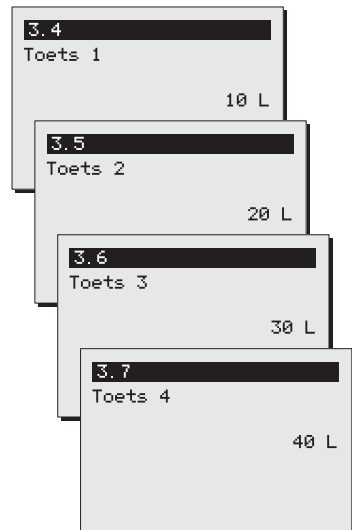 3.4
Toets 1
10 L
3.5
Toets 2
20 L
3.6
Toets 3
30 L
3.7
Toets 4
40 L